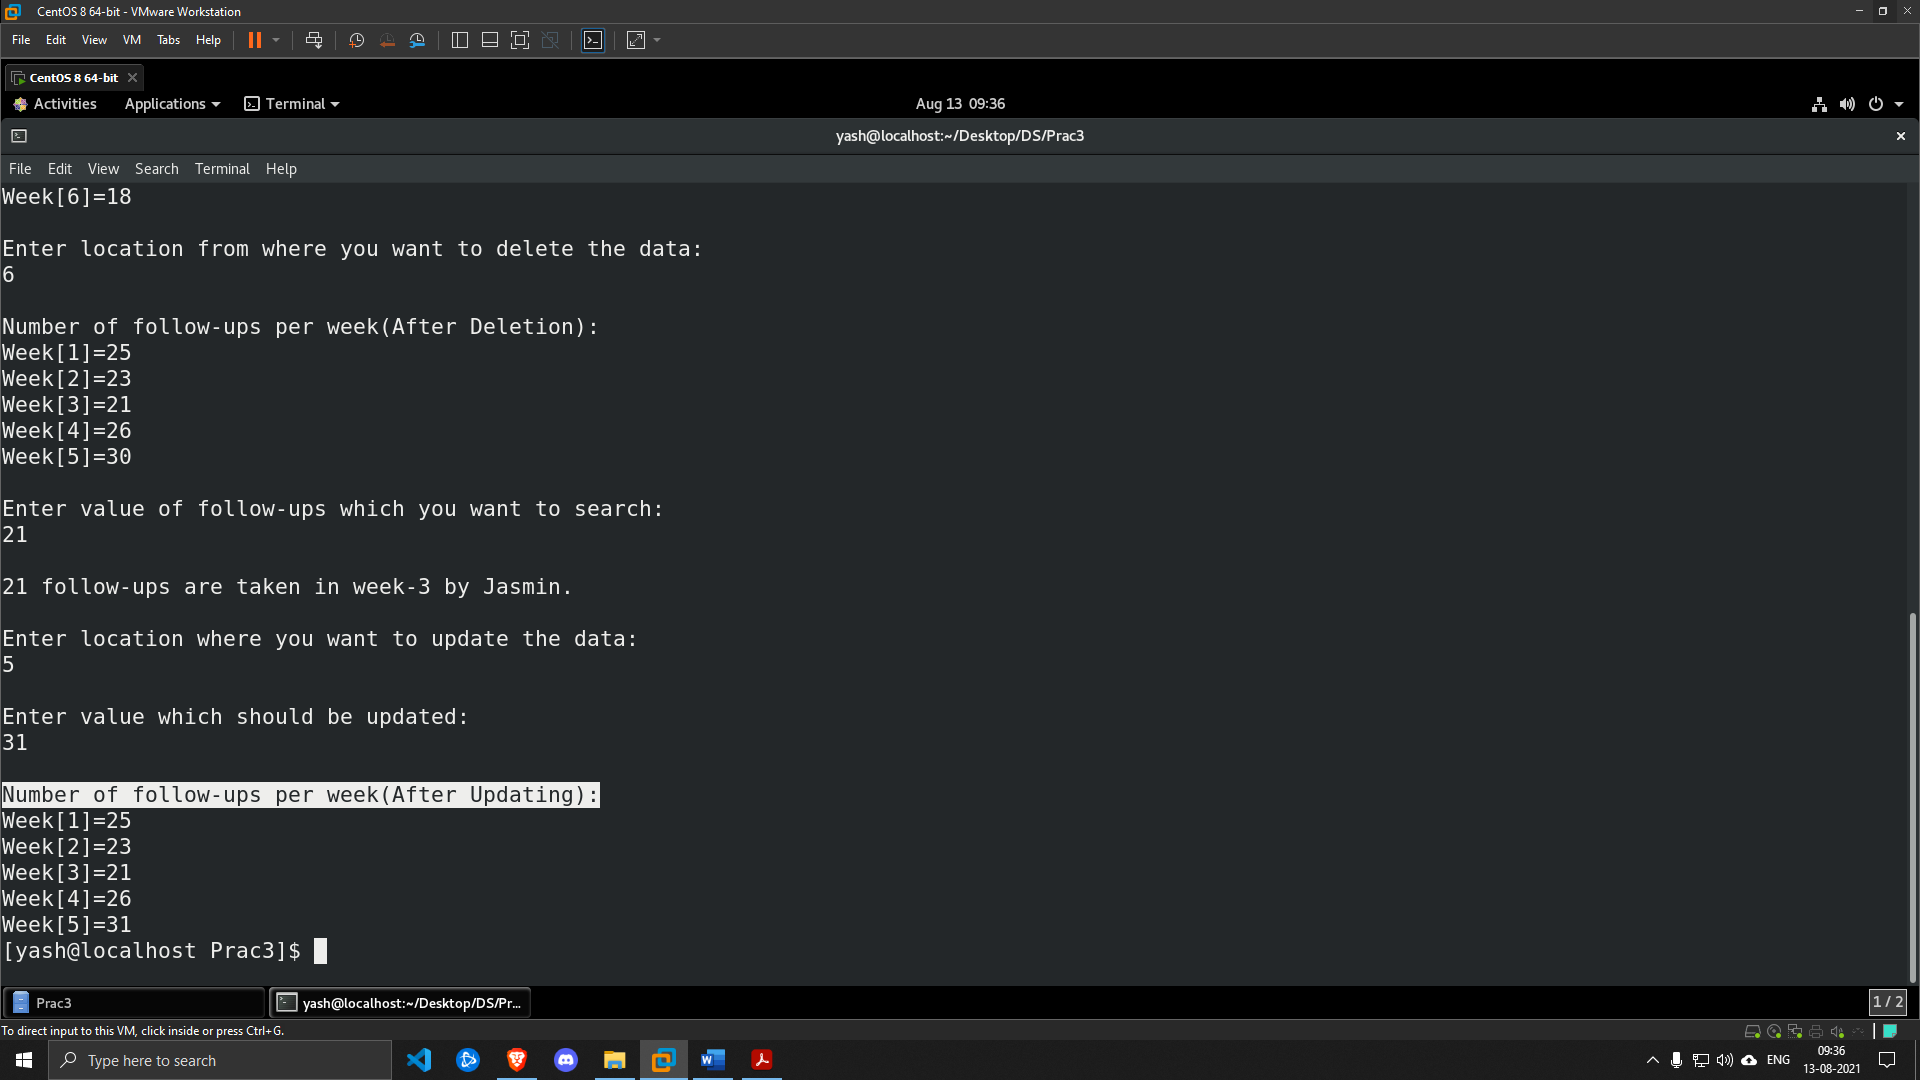 CentOS 8 64-bit - VMware Workstation
File Edit View VM Tabs Help
CentOS 8 64-bit
Activities Applications Terminal Aug 13 09:36
yash@localhost:~/Desktop/DS/Prac3
File Edit View Search Terminal Help
Week[6]=18
Enter location from where you want to delete the data:
6
Number of follow-ups per week(After Deletion):
Week[1]=25
Week[2]=23
Week[3]=21
Week[4]=26
Week[5]=30
Enter value of follow-ups which you want to search:
21
21 follow-ups are taken in week-3 by Jasmin.
Enter location where you want to update the data:
5
Enter value which should be updated:
31
Number of follow-ups per week(After Updating):
Week[1]=25
Week[2]=23
Week[3]=21
Week[4]=26
Week[5]=31
[yash@localhost Prac3]$
Prac3 yash@localhost:~/Desktop/DS/Pr... 1 / 2
To direct input to this VM, click inside or press Ctrl+G.
Type here to search ENG 09:36
13-08-2021